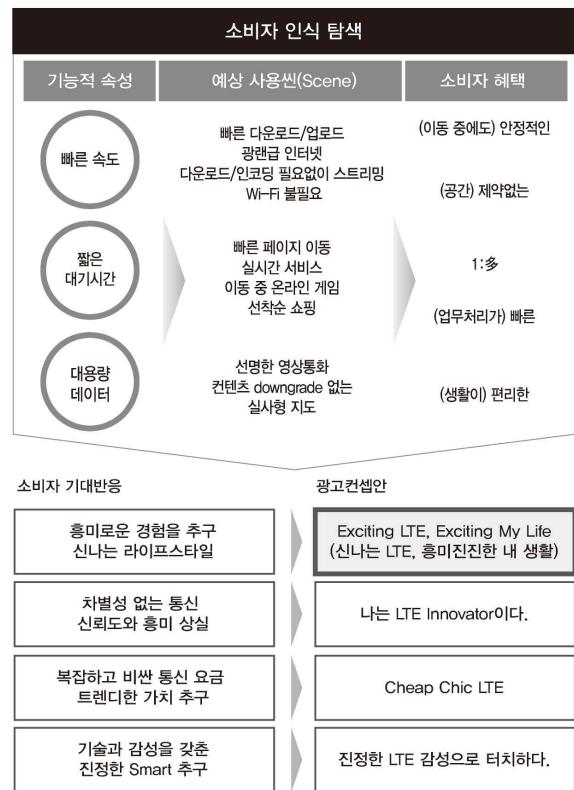 소비자 인식 탐색
기능적 속성
예상 사용씬(Scene)
소비자 혜택
빠른 속도
빠른 다운로드/업로드
광랜급 인터넷
다운로드/인코딩 필요없이 스트리밍
Wi-Fi 불필요
(이동 중에도) 안정적인
(공간) 제약없는
짧은
대기시간
빠른 페이지 이동
실시간 서비스
이동 중 온라인 게임
선착순 쇼핑
1:多
(업무처리가) 빠른
대용량
데이터
선명한 영상통화
컨텐츠 downgrade 없는
실사형 지도
(생활이) 편리한
소비자 기대반응
광고컨셉안
흥미로운 경험을 추구
신나는 라이프스타일
Exciting LTE, Exciting My Life
(신나는 LTE, 흥미진진한 내 생활)
차별성 없는 통신
신뢰도와 흥미 상실
나는 LTE Innovator이다.
복잡하고 비싼 통신 요금
트렌디한 가치 추구
Cheap Chic LTE
기술과 감성을 갖춘
진정한 Smart 추구
진정한 LTE 감성으로 터치하다.